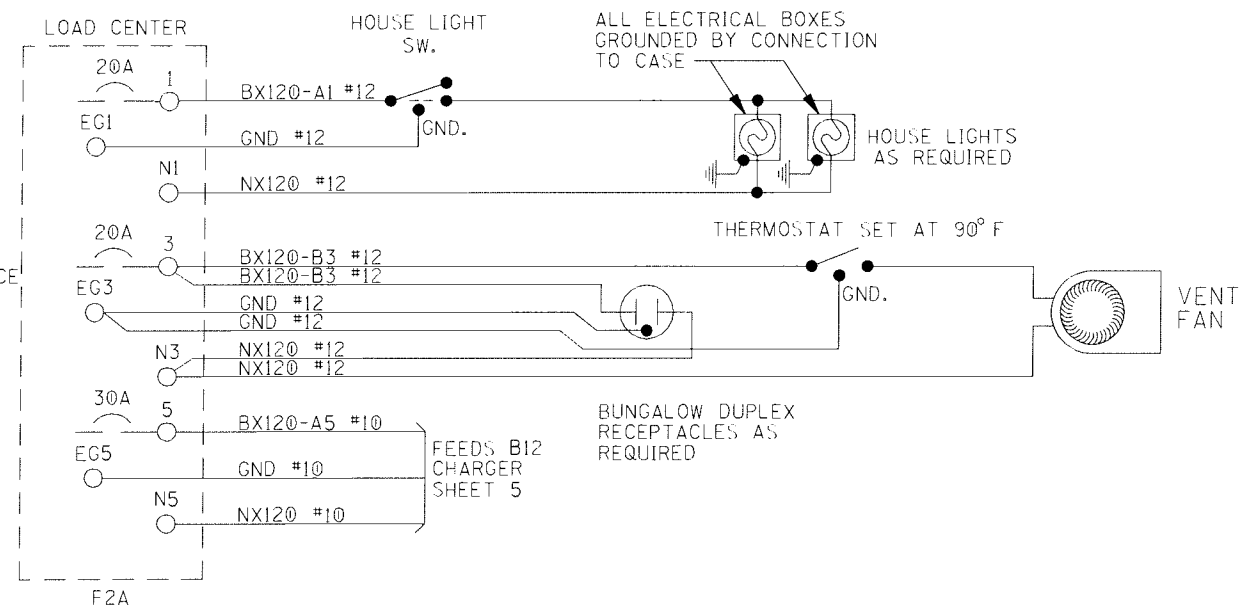 LOAD CENTER
HOUSE LIGHT
SW.
ALL ELECTRICAL BOXES
GROUNDED BY CONNECTION
TO CASE
20A
1
BX120-A1 #12
EG1
GND #12
GND.
HOUSE LIGHTS
AS REQUIRED
N1
NX120 #12
THERMOSTAT SET AT 90° F
20A
3
BX120-B3 #12
BX120-B3 #12
CE
EG3
GND #12
GND #12
GND.
VENT
FAN
N3
NX120 #12
NX120 #12
30A
5
BX120-A5 #10
BUNGALOW DUPLEX
RECEPTACLES AS
REQUIRED
EG5
GND #10
FEEDS B12
CHARGER
SHEET 5
N5
NX120 #10
F2A